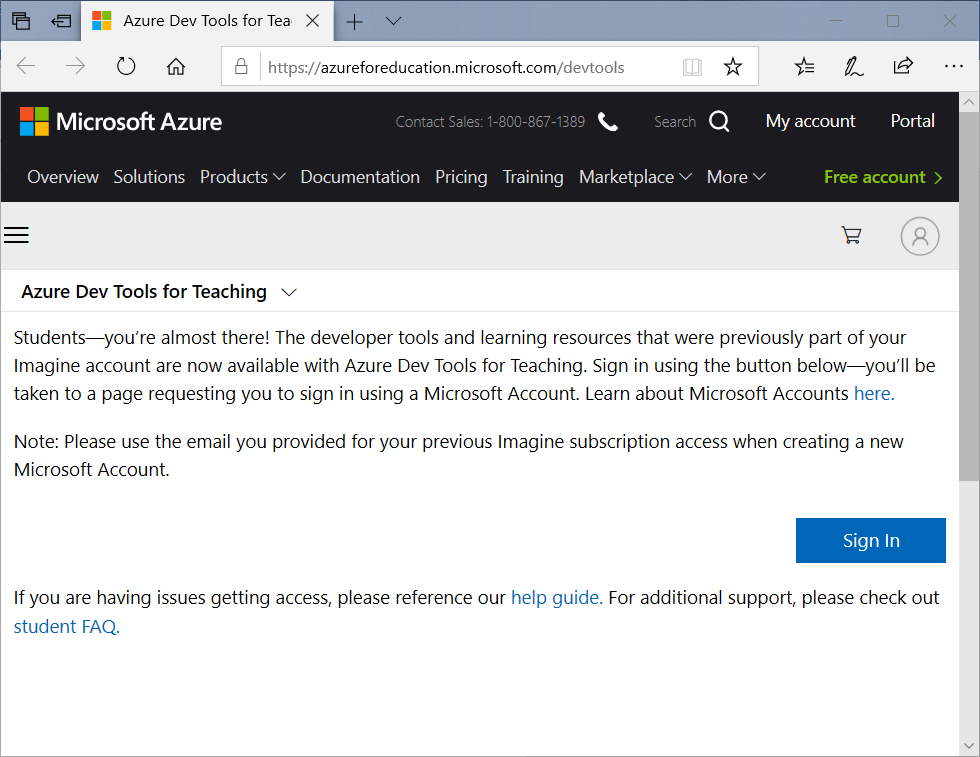 Azure Dev Tools for Tea
https://azureforeducation.microsoft.com/devtools
Microsoft Azure
Contact Sales: 1-800-867-1389
Search
My account
Portal
Overview Solutions Products Documentation Pricing Training Marketplace More Free account
Azure Dev Tools for Teaching
Students—you’re almost there! The developer tools and learning resources that were previously part of your
Imagine account are now available with Azure Dev Tools for Teaching. Sign in using the button below—you’ll be
taken to a page requesting you to sign in using a Microsoft Account. Learn about Microsoft Accounts here.
Note: Please use the email you provided for your previous Imagine subscription access when creating a new
Microsoft Account.
Sign In
If you are having issues getting access, please reference our help guide. For additional support, please check out
student FAQ.